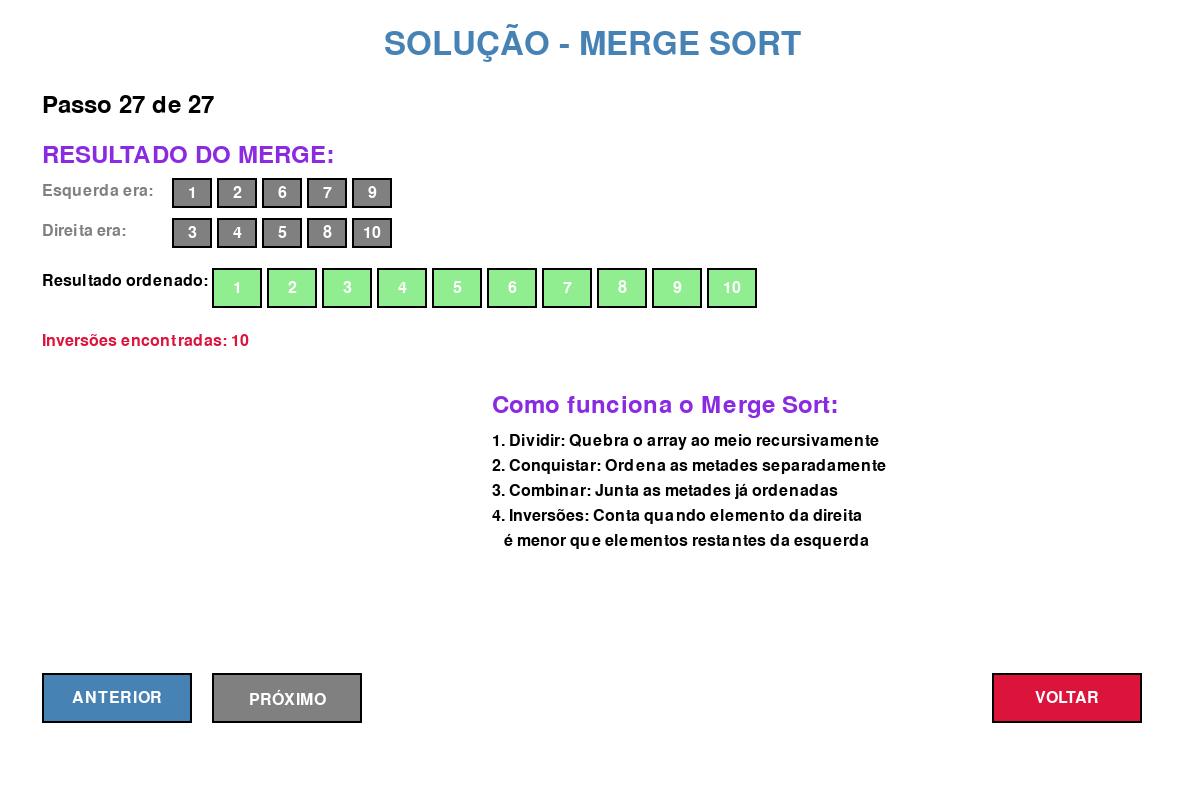 SOLUÇÃO - MERGE SORT
Passo 27 de 27
RESULTADO DO MERGE:
Esquerda era: 1 2 6 7 9
Direita era: 3 4 5 8 10
Resultado ordenado: 1 2 3 4 5 6 7 8 9 10
Inversões encontradas: 10
Como funciona o Merge Sort:
1. Dividir: Quebra o array ao meio recursivamente
2. Conquistar: Ordena as metades separadamente
3. Combinar: Junta as metades já ordenadas
4. Inversões: Conta quando elemento da direita
é menor que elementos restantes da esquerda
ANTERIOR PRÓXIMO VOLTAR